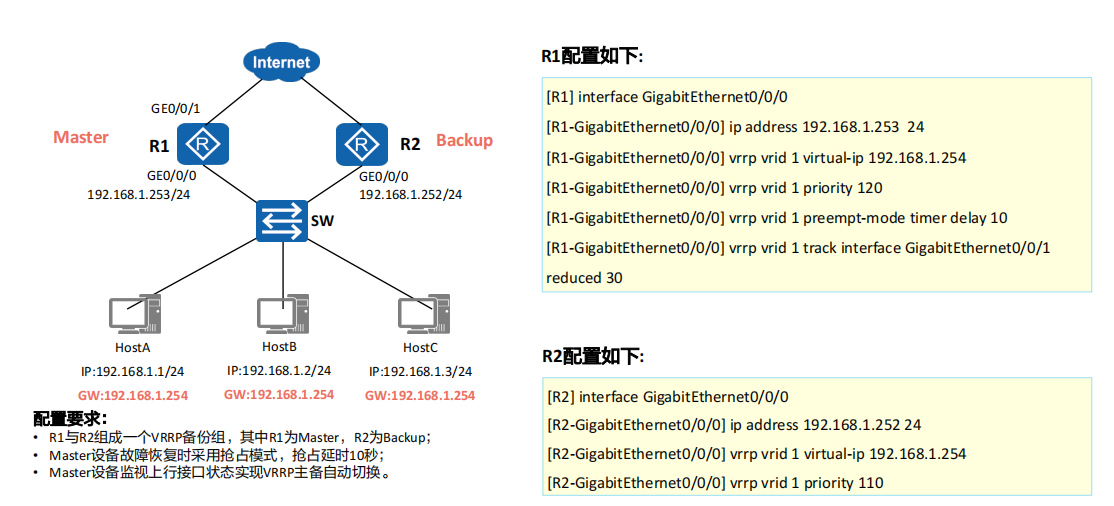 Internet
GE0/0/1
Master
R1
R2
Backup
GE0/0/0
192.168.1.253/24
GE0/0/0
192.168.1.252/24
SW
HostA
IP:192.168.1.1/24
GW:192.168.1.254
HostB
IP:192.168.1.2/24
GW:192.168.1.254
HostC
IP:192.168.1.3/24
GW:192.168.1.254
配置要求：
• R1与R2组成一个VRRP备份组，其中R1为Master，R2为Backup；
• Master设备故障恢复时采用抢占模式，抢占延时10秒；
• Master设备监视上行接口状态实现VRRP主备自动切换。
R1配置如下:
[R1] interface GigabitEthernet0/0/0
[R1-GigabitEthernet0/0/0] ip address 192.168.1.253 24
[R1-GigabitEthernet0/0/0] vrrp vrid 1 virtual-ip 192.168.1.254
[R1-GigabitEthernet0/0/0] vrrp vrid 1 priority 120
[R1-GigabitEthernet0/0/0] vrrp vrid 1 preempt-mode timer delay 10
[R1-GigabitEthernet0/0/0] vrrp vrid 1 track interface GigabitEthernet0/0/1
reduced 30
R2配置如下:
[R2] interface GigabitEthernet0/0/0
[R2-GigabitEthernet0/0/0] ip address 192.168.1.252 24
[R2-GigabitEthernet0/0/0] vrrp vrid 1 virtual-ip 192.168.1.254
[R2-GigabitEthernet0/0/0] vrrp vrid 1 priority 110